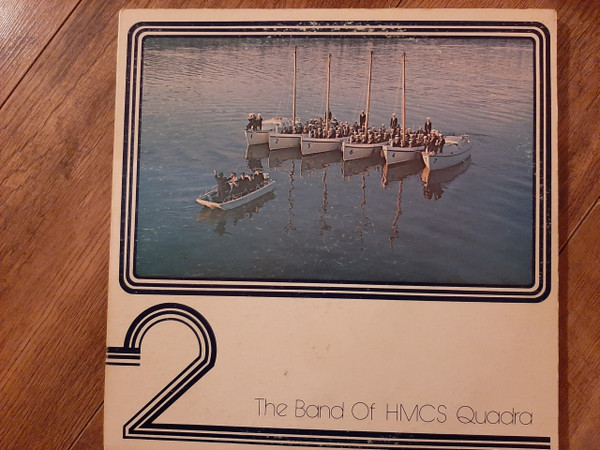 2
The Band Of HMCS Quadra